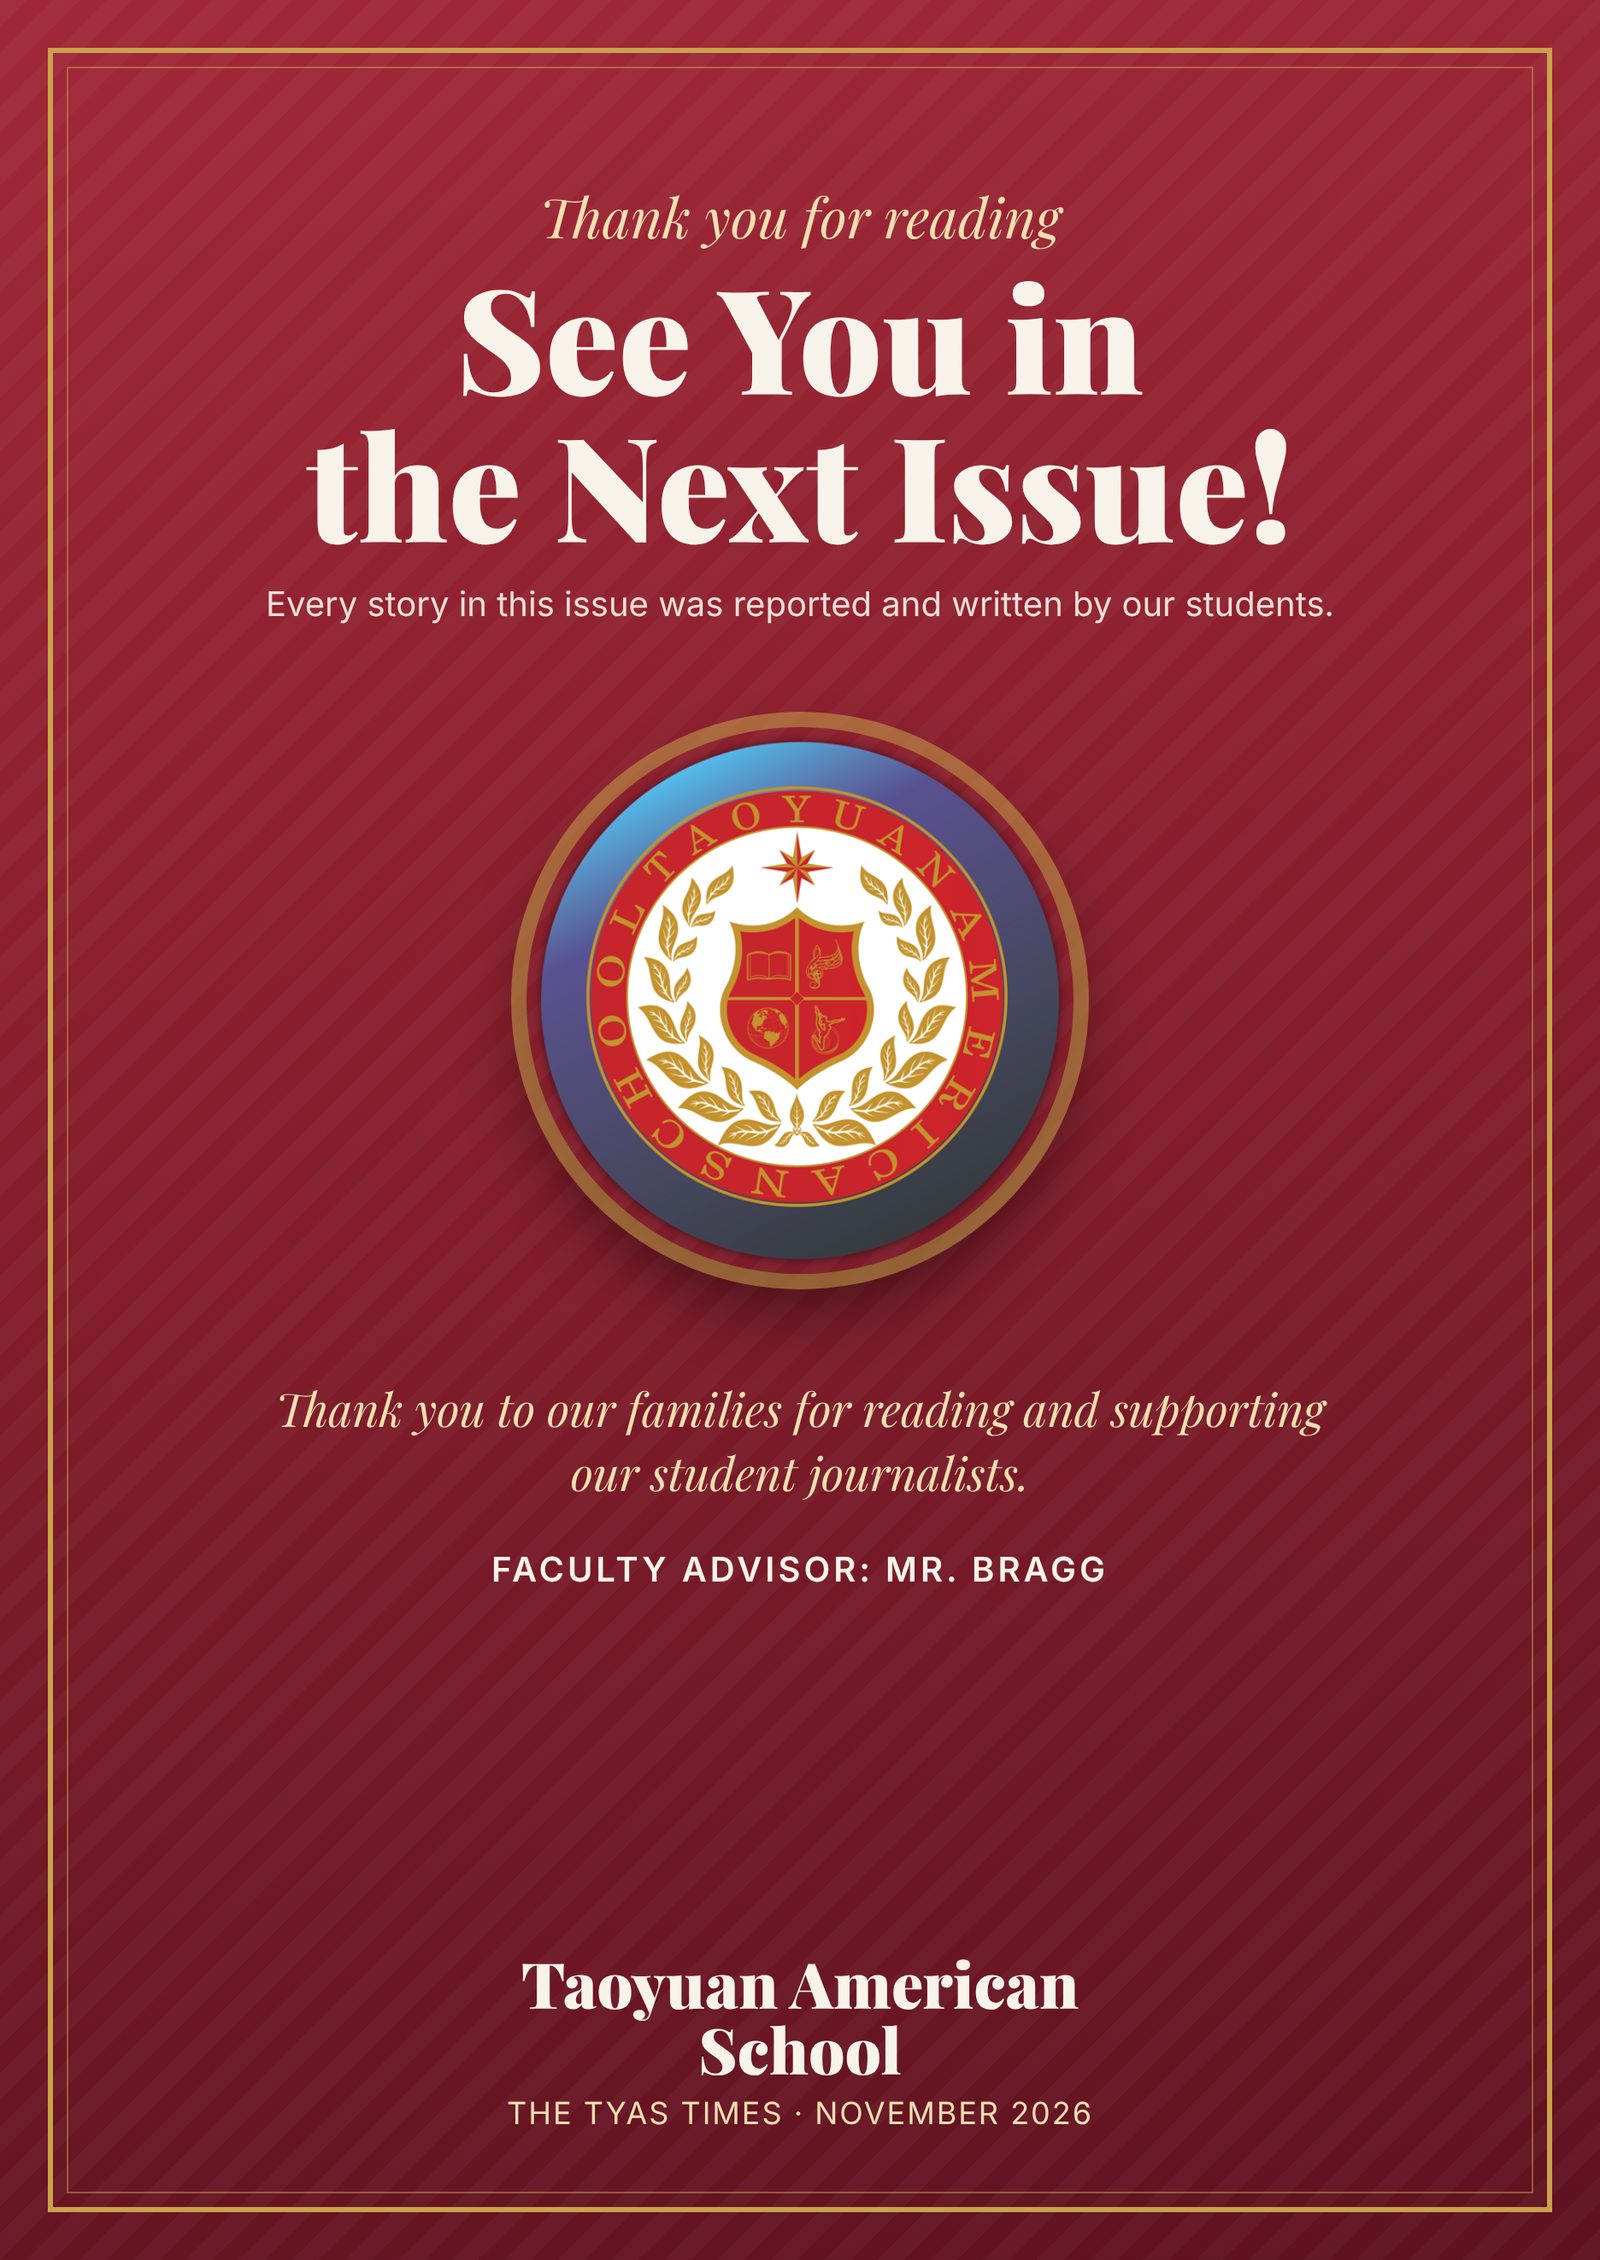 Thank you for reading
See You in
the Next Issue!
Every story in this issue was reported and written by our students.
TAOYUAN AMERICAN SCHOOL
Thank you to our families for reading and supporting
our student journalists.
FACULTY ADVISOR: MR. BRAGG
Taoyuan American
School
THE TYAS TIMES · NOVEMBER 2026